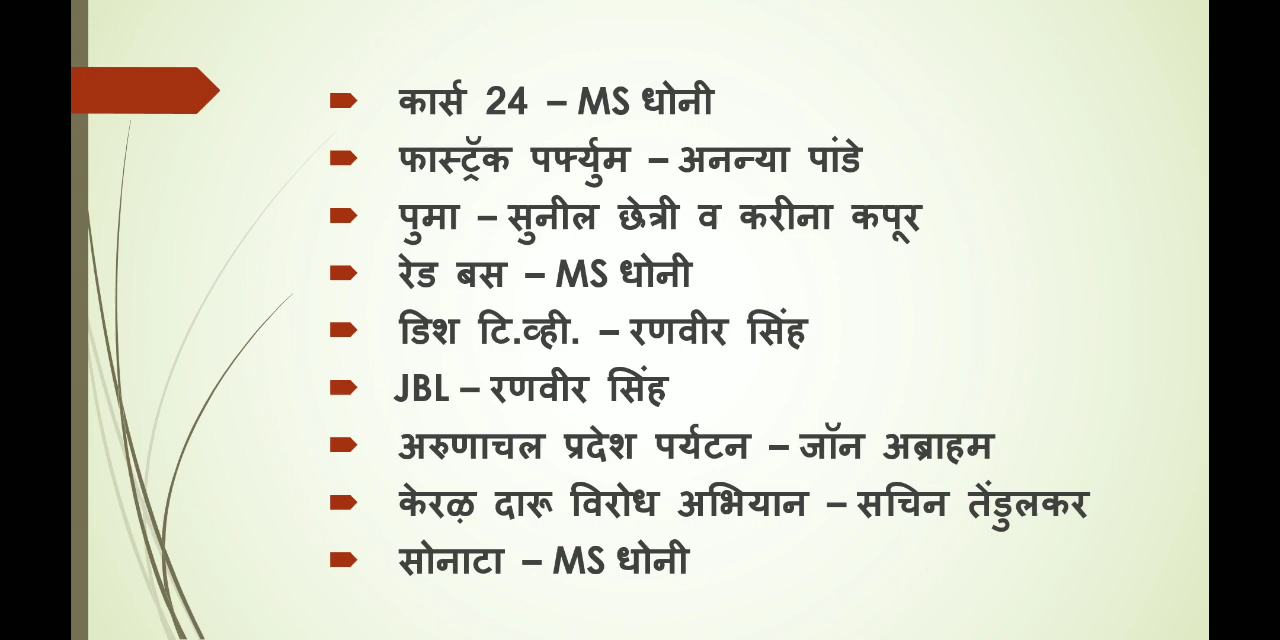 कार्स 24 – MS धोनी
फास्ट्रॅक पर्फ्युम – अनन्या पांडे
पुमा – सुनील छेत्री व करीना कपूर
रेड बस – MS धोनी
डिश टि.व्ही. – रणवीर सिंह
JBL – रणवीर सिंह
अरुणाचल प्रदेश पर्यटन – जॉन अब्राहम
केरळ दारू विरोध अभियान – सचिन तेंडुलकर
सोनाटा – MS धोनी